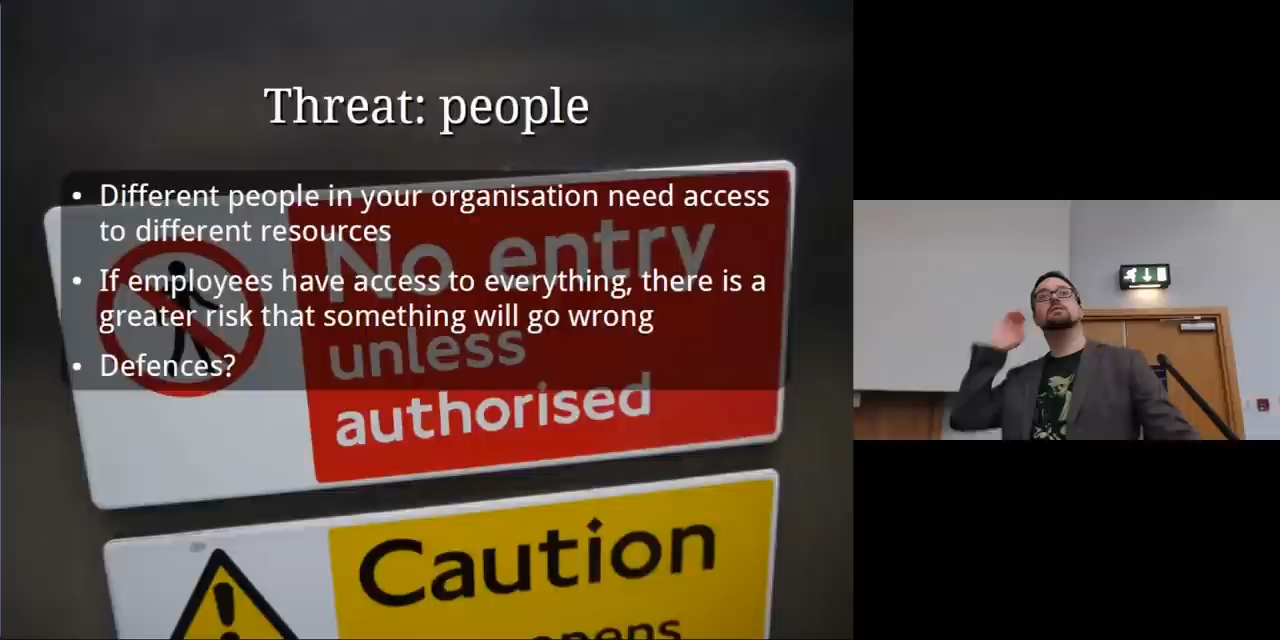 Threat: people
• Different people in your organisation need access
to different resources
• If employees have access to everything, there is a
greater risk that something will go wrong
• Defences?
No entry
unless
authorised
Caution